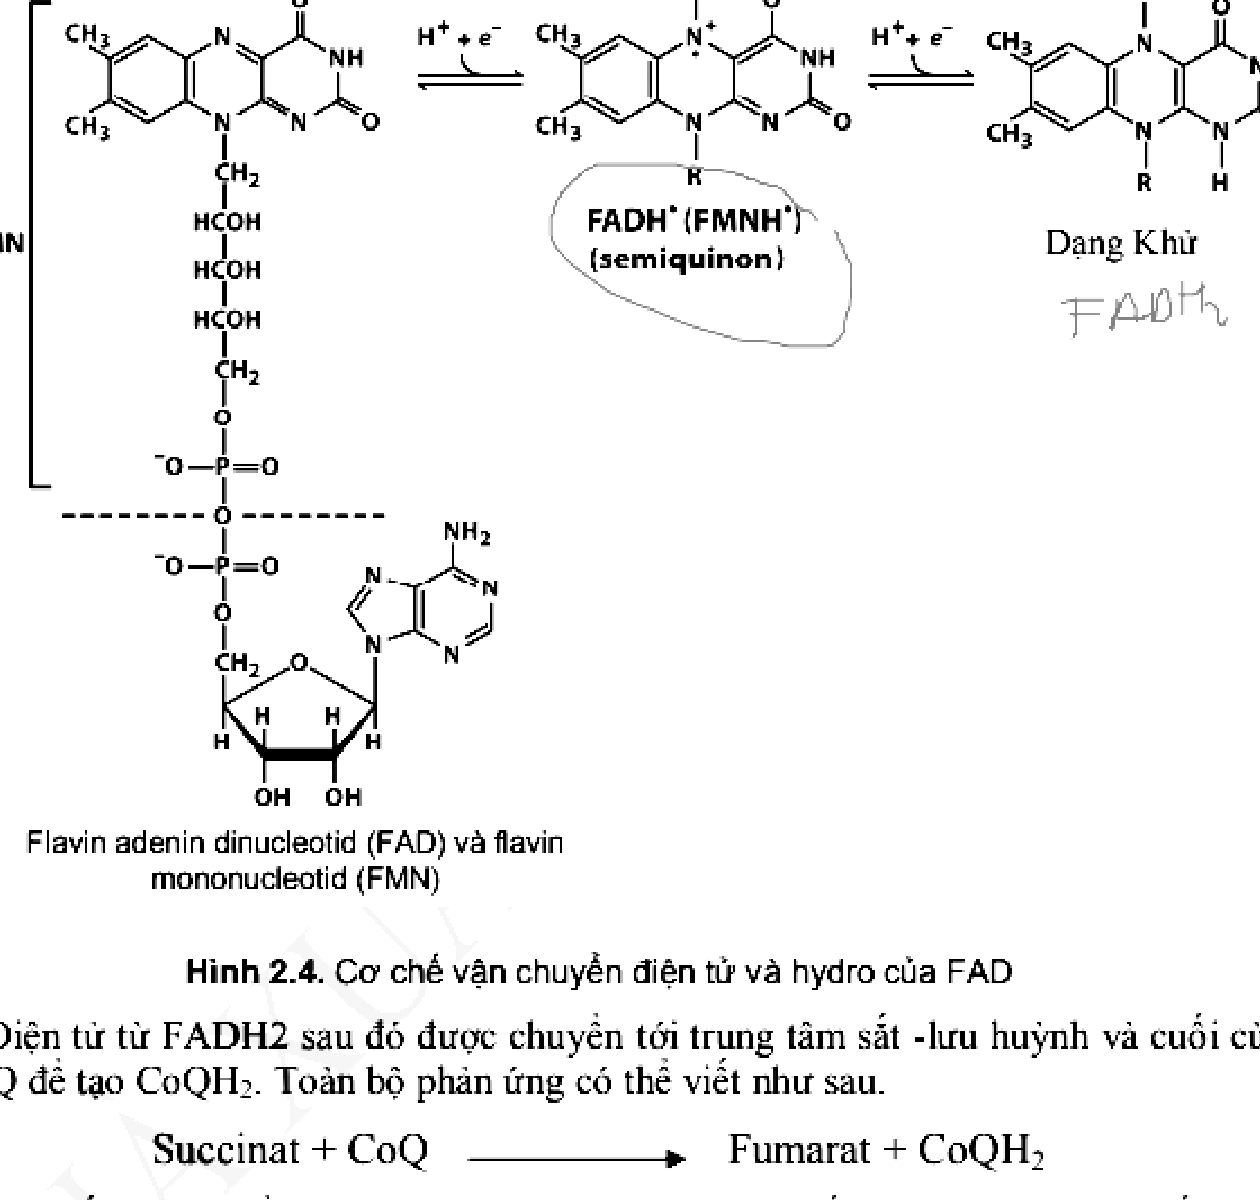 CH3 N O NH H+ + e− CH3 N+ O NH H+ + e− CH3 N O N
CH3 N N O CH3 N N O CH3 N N
CH2 R R H
HCOH FADH• (FMNH•)
IN
HCOH (semiquinon) Dạng Khử
HCOH FADH2
CH2
O
−O—P=O
O
−O—P=O NH2
O N N
CH2 O N N
H H H H
OH OH
Flavin adenin dinucleotid (FAD) và flavin
mononucleotid (FMN)
Hình 2.4. Cơ chế vận chuyển điện tử và hydro của FAD
Điện tử từ FADH2 sau đó được chuyển tới trung tâm sắt -lưu huỳnh và cuối
Q để tạo CoQH2. Toàn bộ phản ứng có thể viết như sau.
Succinat + CoQ ⟶ Fumarat + CoQH2